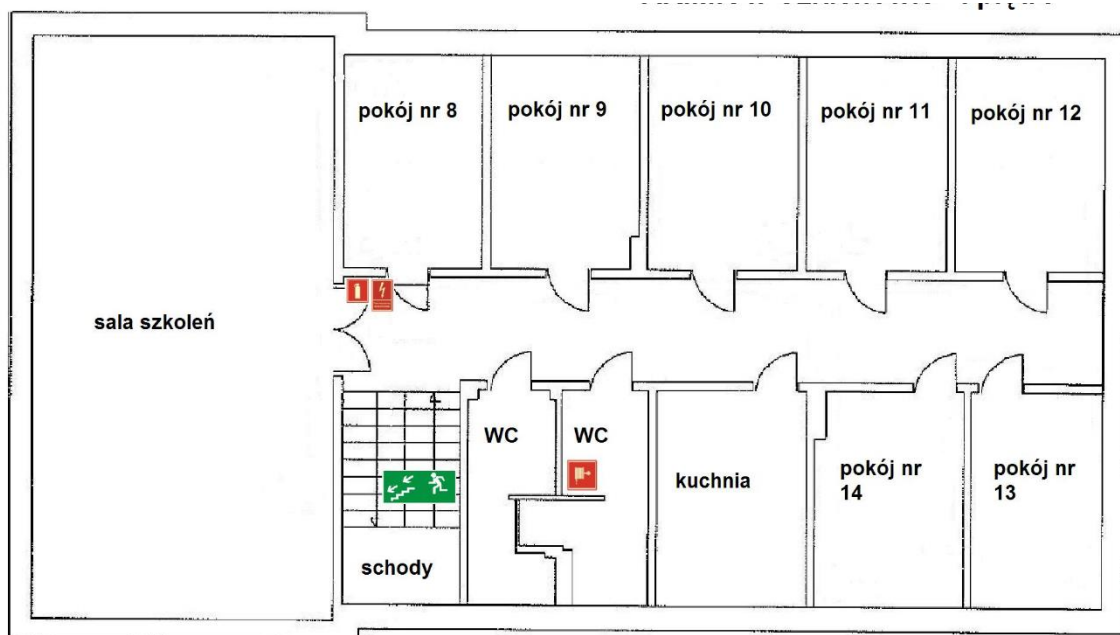 pokój nr 8
pokój nr 9
pokój nr 10
pokój nr 11
pokój nr 12
sala szkoleń
WC
WC
kuchnia
pokój nr
14
pokój nr
13
schody